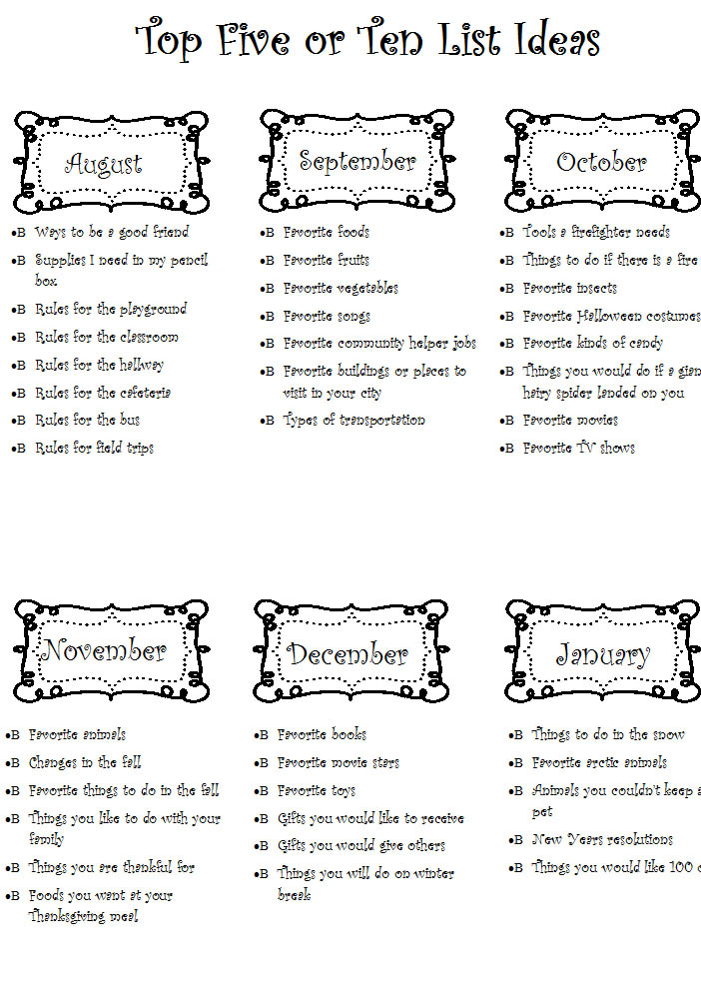 Top Five or Ten List Ideas
August
•B Ways to be a good friend
•B Supplies I need in my pencil
box
•B Rules for the playground
•B Rules for the classroom
•B Rules for the hallway
•B Rules for the cafeteria
•B Rules for the bus
•B Rules for field trips
September
•B Favorite foods
•B Favorite fruits
•B Favorite vegetables
•B Favorite songs
•B Favorite community helper jobs
•B Favorite buildings or places to
visit in your city
•B Types of transportation
October
•B Tools a firefighter needs
•B Things to do if there is a fire
•B Favorite insects
•B Favorite Halloween costumes
•B Favorite kinds of candy
•B Things you would do if a gian
hairy spider landed on you
•B Favorite movies
•B Favorite TV shows
November
•B Favorite animals
•B Changes in the fall
•B Favorite things to do in the fall
•B Things you like to do with your
family
•B Things you are thankful for
•B Foods you want at your
Thanksgiving meal
December
•B Favorite books
•B Favorite movie stars
•B Favorite toys
•B Gifts you would like to receive
•B Gifts you would give others
•B Things you will do on winter
break
January
•B Things to do in the snow
•B Favorite arctic animals
•B Animals you couldn't keep a
pet
•B New Years resolutions
•B Things you would like 100 o